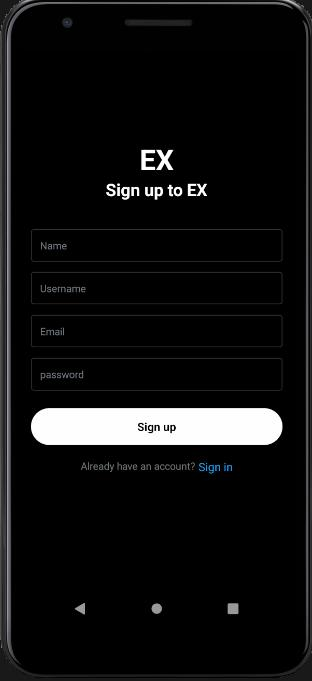 EX
Sign up to EX
Name
Username
Email
password
Sign up
Already have an account? Sign in